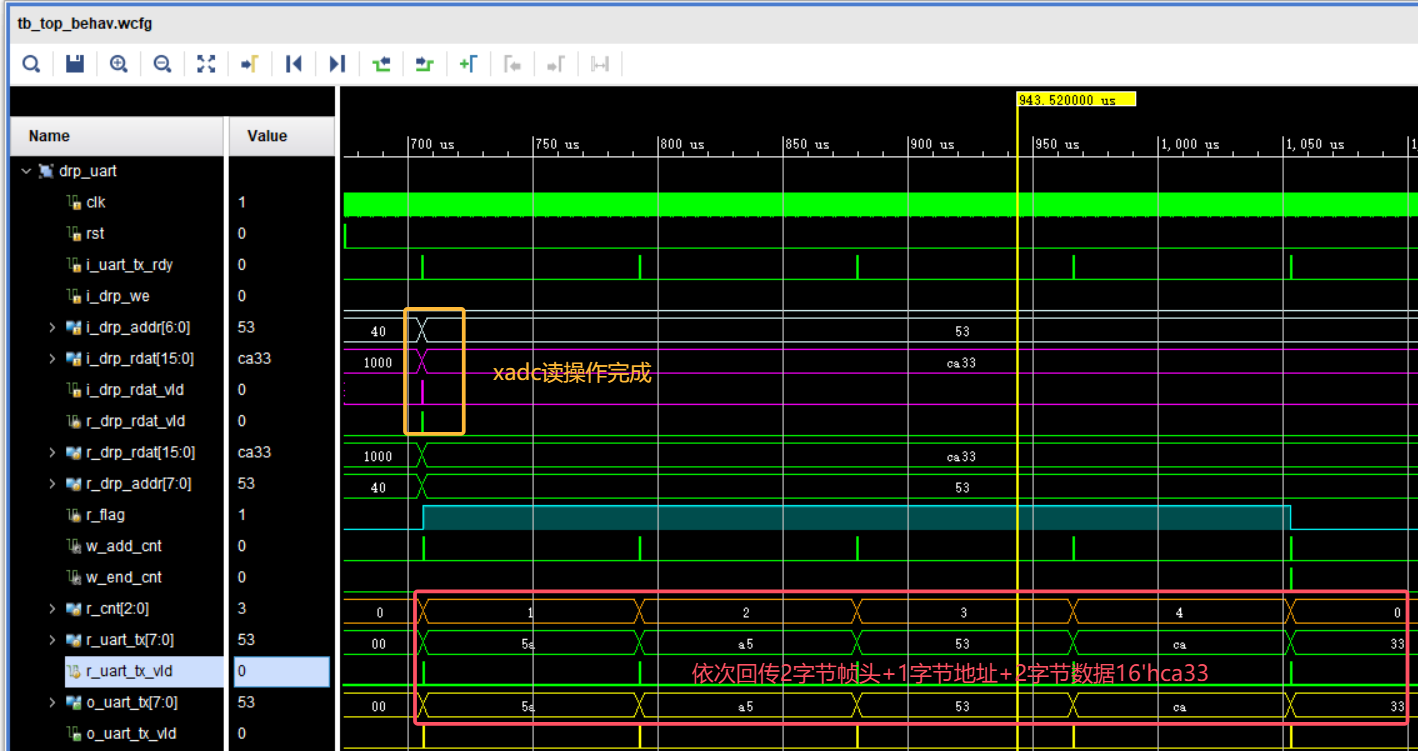 tb_top_behav.wcfg
943.520000 us
Name Value
700 us 750 us 800 us 850 us 900 us 950 us 1,000 us 1,050 us 1
drp_uart
clk 1
rst 0
i_uart_tx_rdy 0
i_drp_we 0
i_drp_addr[6:0] 53 40 53
i_drp_rdat[15:0] ca33 1000 ca33
xadc读操作完成
i_drp_rdat_vld 0
r_drp_rdat_vld 0
r_drp_rdat[15:0] ca33 1000 ca33
r_drp_addr[7:0] 53 40 53
r_flag 1
w_add_cnt 0
w_end_cnt 0
r_cnt[2:0] 3 0 1 2 3 4 0
r_uart_tx[7:0] 53 00 5a a5 53 ca 33
r_uart_tx_vld 0
依次回传2字节帧头+1字节地址+2字节数据16'hca33
o_uart_tx[7:0] 53 00 5a a5 53 ca 33
o_uart_tx_vld 0